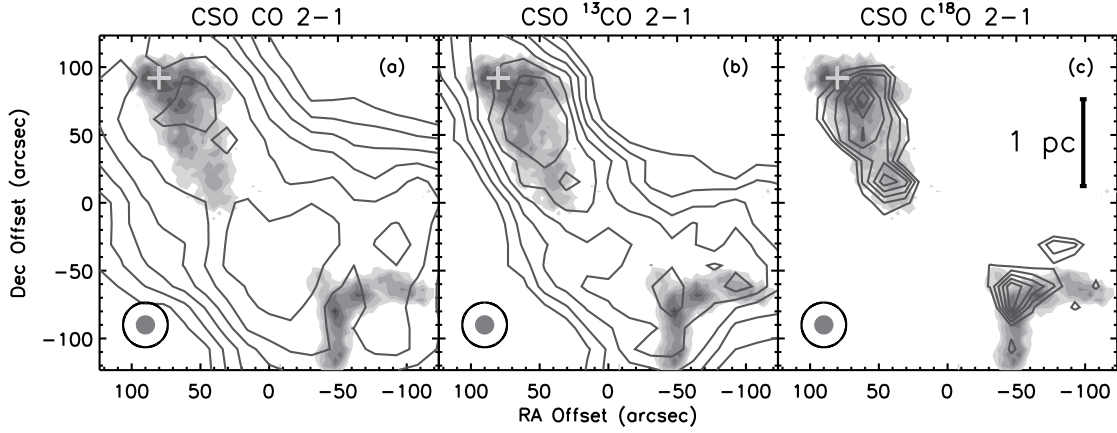 CSO CO 2-1 CSO ¹³CO 2-1 CSO C¹⁸O 2-1
(a) (b) (c)
100
50
0
-50
-100
Dec Offset (arcsec)
1 pc
100 50 0 -50 -100 100 50 0 -50 -100 100 50 0 -50 -100
RA Offset (arcsec)